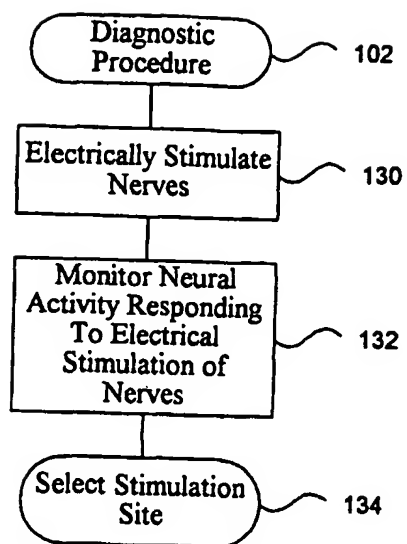 Diagnostic
Procedure
102
Electrically Stimulate
Nerves
130
Monitor Neural
Activity Responding
To Electrical
Stimulation of
Nerves
132
Select Stimulation
Site
134